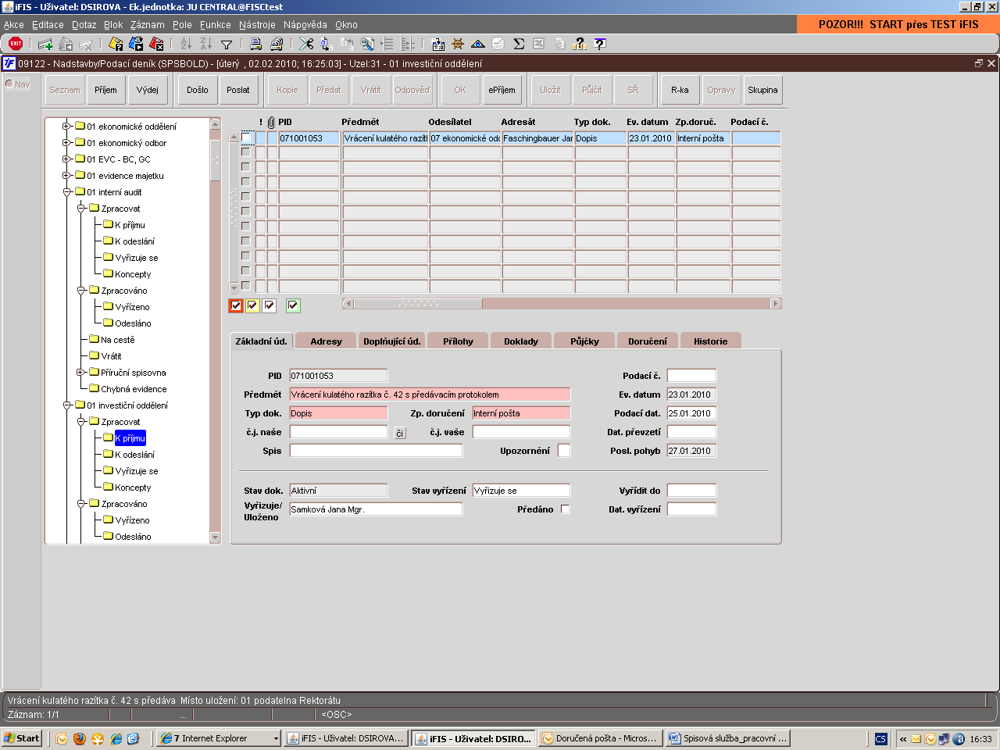 iFIS - Uživatel: DSIROVA - Ek.jednotka: JU CENTRAL@FISCtest
Akce Editace Dotaz Blok Záznam Pole Funkce Nástroje Nápověda Okno
POZOR!!! START přes TEST iFIS
EXIT
09122 - Nadstavby/Podací deník (SPSBOLD) - [úterý , 02.02.2010; 16:25:03] - Uzel:31 - 01 investiční oddělení
Nav
Seznam Příjem Výdej Došlo Poslat Kopie Předat Vrátit Odpověď OK ePříjem Uložit Půjčit SŘ R-ka Opravy Skupina
01 ekonomické oddělení
01 ekonomický odbor
01 EVC - BC, GC
01 evidence majetku
01 interní audit
Zpracovat
K příjmu
K odeslání
Vyřizuje se
Koncepty
Zpracováno
Vyřízeno
Odesláno
Na cestě
Vrátit
Příruční spisovna
Chybná evidence
01 investiční oddělení
Zpracovat
K příjmu
K odeslání
Vyřizuje se
Koncepty
Zpracováno
Vyřízeno
Odesláno
! PID Předmět Odesílatel Adresát Typ dok. Ev. datum Zp.doruč. Podací č.
071001053 Vrácení kulatého razít 07 ekonomické odd Faschingbauer Jar Dopis 23.01.2010 Interní pošta
Základní úd. Adresy Doplňující úd. Přílohy Doklady Půjčky Doručení Historie
PID 071001053 Podací č.
Předmět Vrácení kulatého razítka č. 42 s předávacím protokolem Ev. datum 23.01.2010
Typ dok. Dopis Zp. doručení Interní pošta Podací dat. 25.01.2010
č.j. naše či č.j. vaše Dat. převzetí
Spis Upozornění Posl. pohyb 27.01.2010
Stav dok. Aktivní Stav vyřízení Vyřizuje se Vyřídit do
Vyřizuje/
Uloženo Samková Jana Mgr. Předáno Dat. vyřízení
Vrácení kulatého razítka č. 42 s předáva Místo uložení: 01 podatelna Rektorátu
Záznam: 1/1 ... <OSC>
Start 7 Internet Explorer iFIS - Uživatel: DSIROVA... iFIS - Uživatel: DSIRO... Doručená pošta - Micros... Spisová služba_pracovní ... CS « 16:33